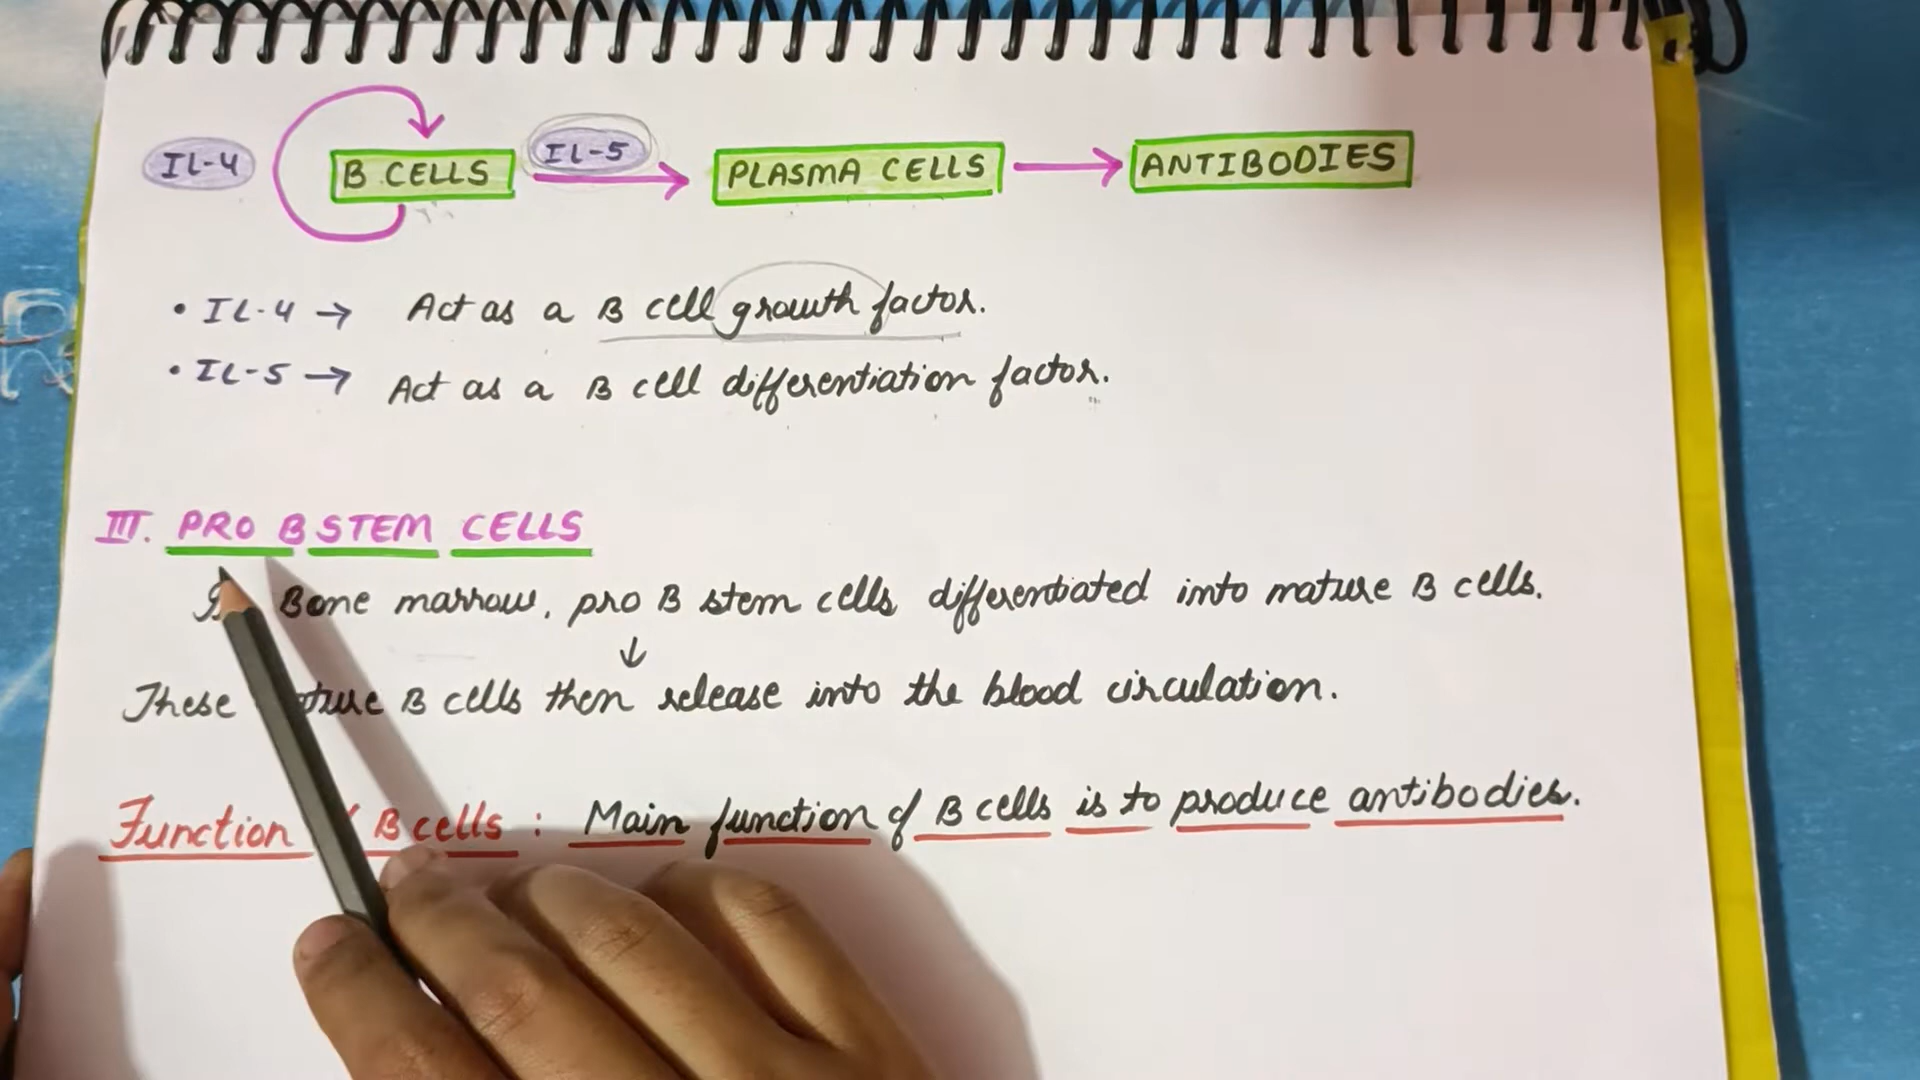 IL-4 B CELLS IL-5 PLASMA CELLS ANTIBODIES
• IL-4 → Act as a B cell growth factor.
• IL-5 → Act as a B cell differentiation factor.
III. PRO B STEM CELLS
Bone marrow, pro B stem cells differentiated into mature B cells.
↓
These B cells then release into the blood circulation.
Function B cells : Main function of B cells is to produce antibodies.